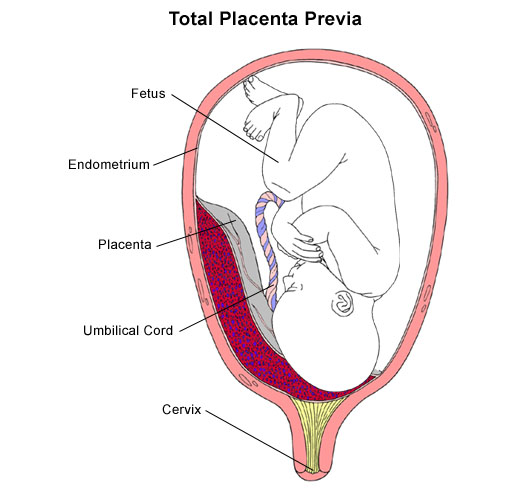 Total Placenta Previa
Fetus
Endometrium
Placenta
Umbilical Cord
Cervix